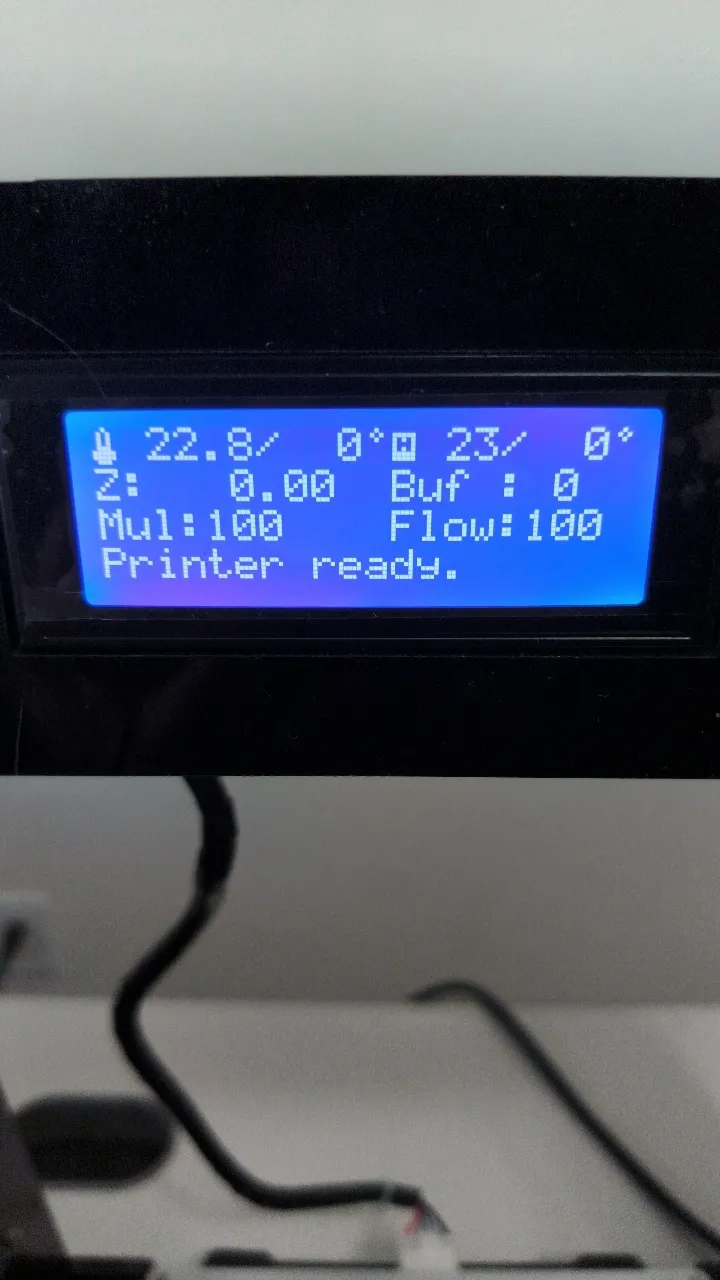 22.8/ 0° 23/ 0°
Z: 0.00 Buf : 0
Mul:100 Flow:100
Printer ready.